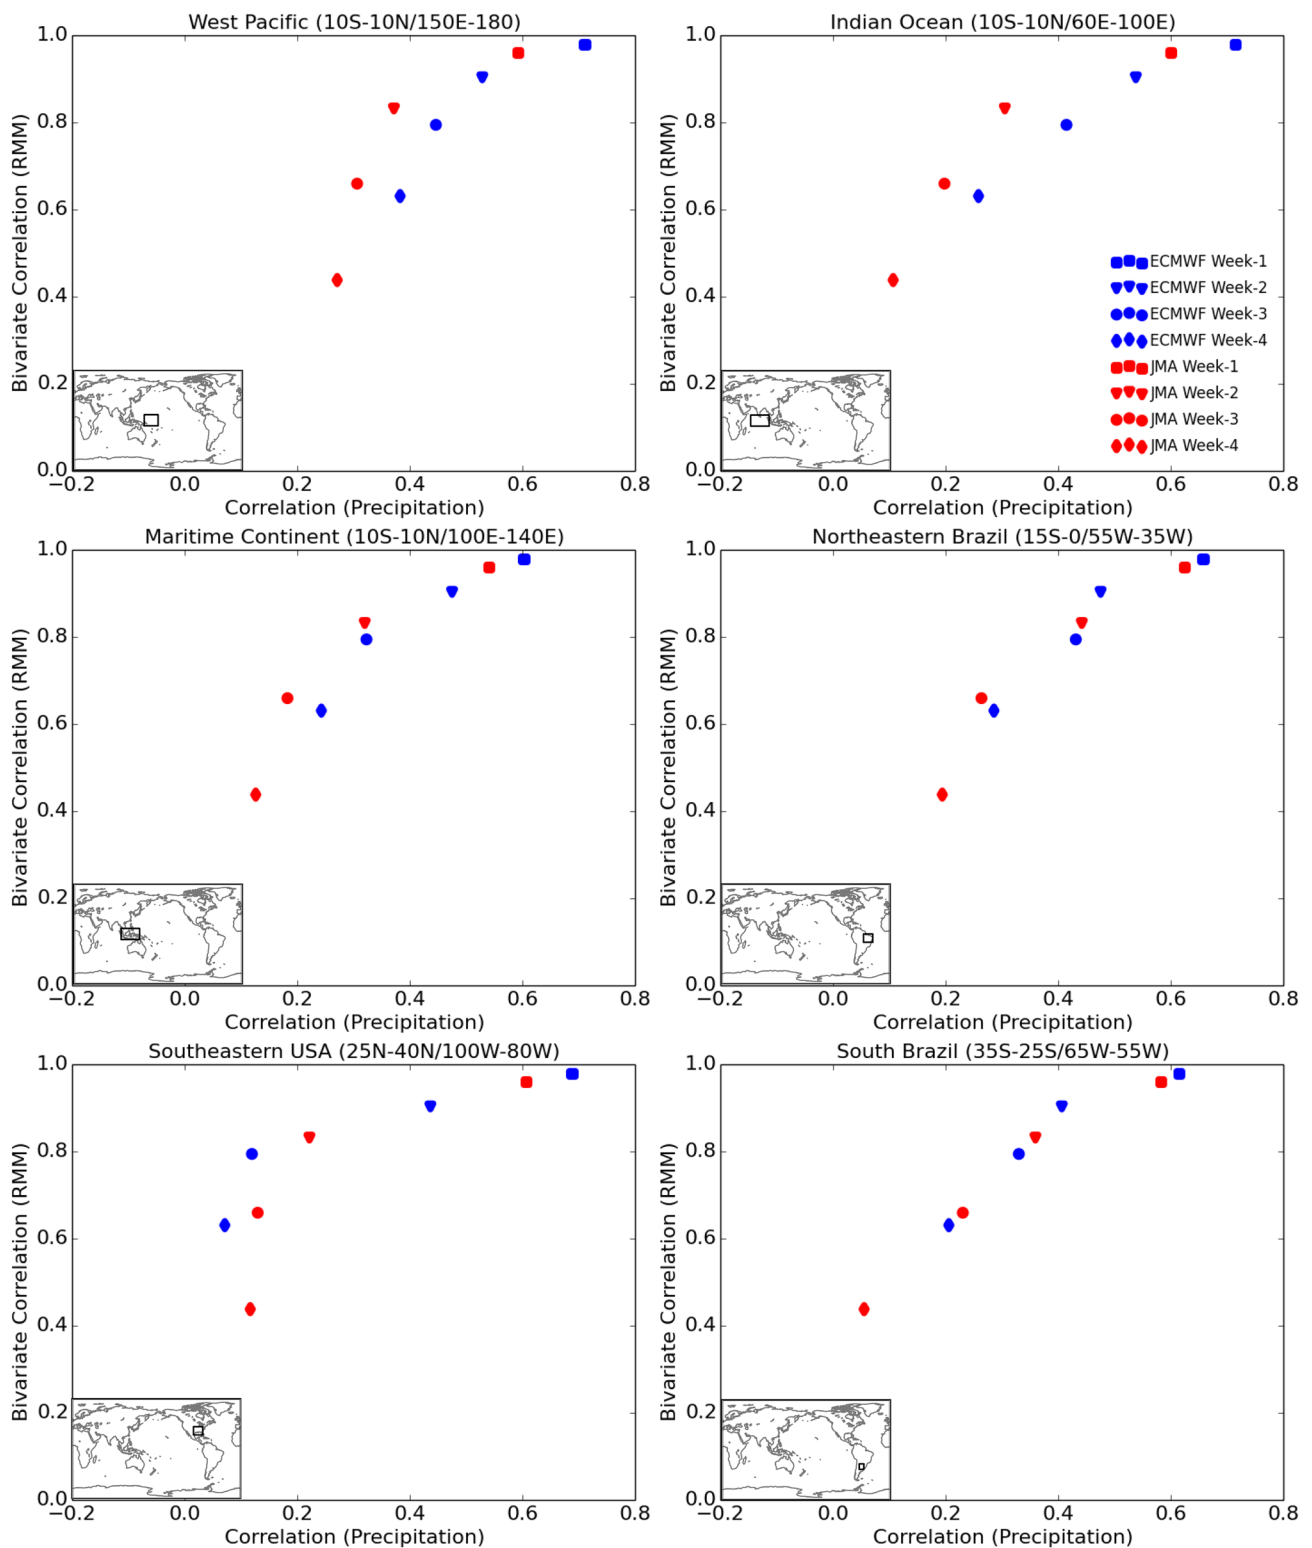 West Pacific (10S-10N/150E-180)
1.0
0.8
0.6
0.4
0.2
0.0
Bivariate Correlation (RMM)
−0.2 0.0 0.2 0.4 0.6 0.8
Correlation (Precipitation)
Indian Ocean (10S-10N/60E-100E)
1.0
0.8
0.6
0.4
0.2
0.0
Bivariate Correlation (RMM)
ECMWF Week-1
ECMWF Week-2
ECMWF Week-3
ECMWF Week-4
JMA Week-1
JMA Week-2
JMA Week-3
JMA Week-4
−0.2 0.0 0.2 0.4 0.6 0.8
Correlation (Precipitation)
Maritime Continent (10S-10N/100E-140E)
1.0
0.8
0.6
0.4
0.2
0.0
Bivariate Correlation (RMM)
−0.2 0.0 0.2 0.4 0.6 0.8
Correlation (Precipitation)
Northeastern Brazil (15S-0/55W-35W)
1.0
0.8
0.6
0.4
0.2
0.0
Bivariate Correlation (RMM)
−0.2 0.0 0.2 0.4 0.6 0.8
Correlation (Precipitation)
Southeastern USA (25N-40N/100W-80W)
1.0
0.8
0.6
0.4
0.2
0.0
Bivariate Correlation (RMM)
−0.2 0.0 0.2 0.4 0.6 0.8
Correlation (Precipitation)
South Brazil (35S-25S/65W-55W)
1.0
0.8
0.6
0.4
0.2
0.0
Bivariate Correlation (RMM)
−0.2 0.0 0.2 0.4 0.6 0.8
Correlation (Precipitation)